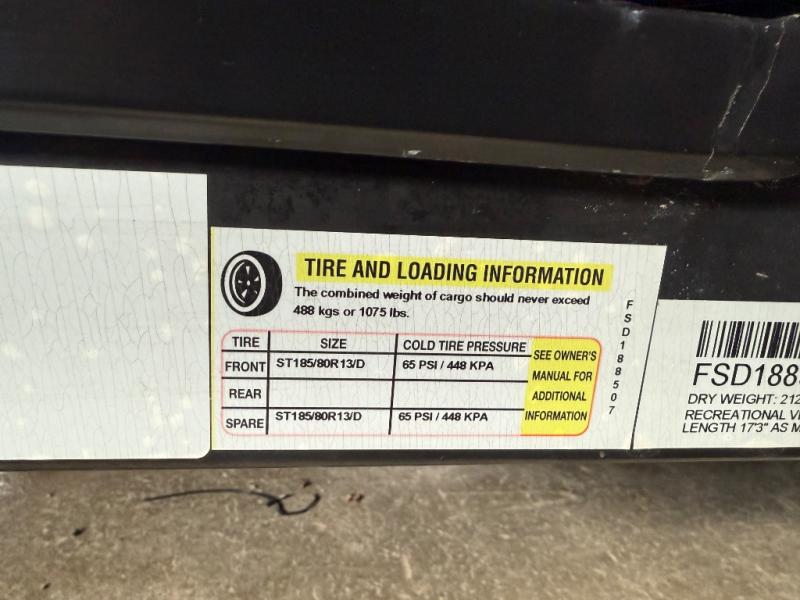 TIRE AND LOADING INFORMATION
The combined weight of cargo should never exceed
488 kgs or 1075 lbs.
TIRE SIZE COLD TIRE PRESSURE SEE OWNER'S MANUAL FOR ADDITIONAL INFORMATION
FRONT ST185/80R13/D 65 PSI / 448 KPA
REAR
SPARE ST185/80R13/D 65 PSI / 448 KPA
FSD188507
FSD188
DRY WEIGHT: 212
RECREATIONAL
LENGTH 17'3" AS